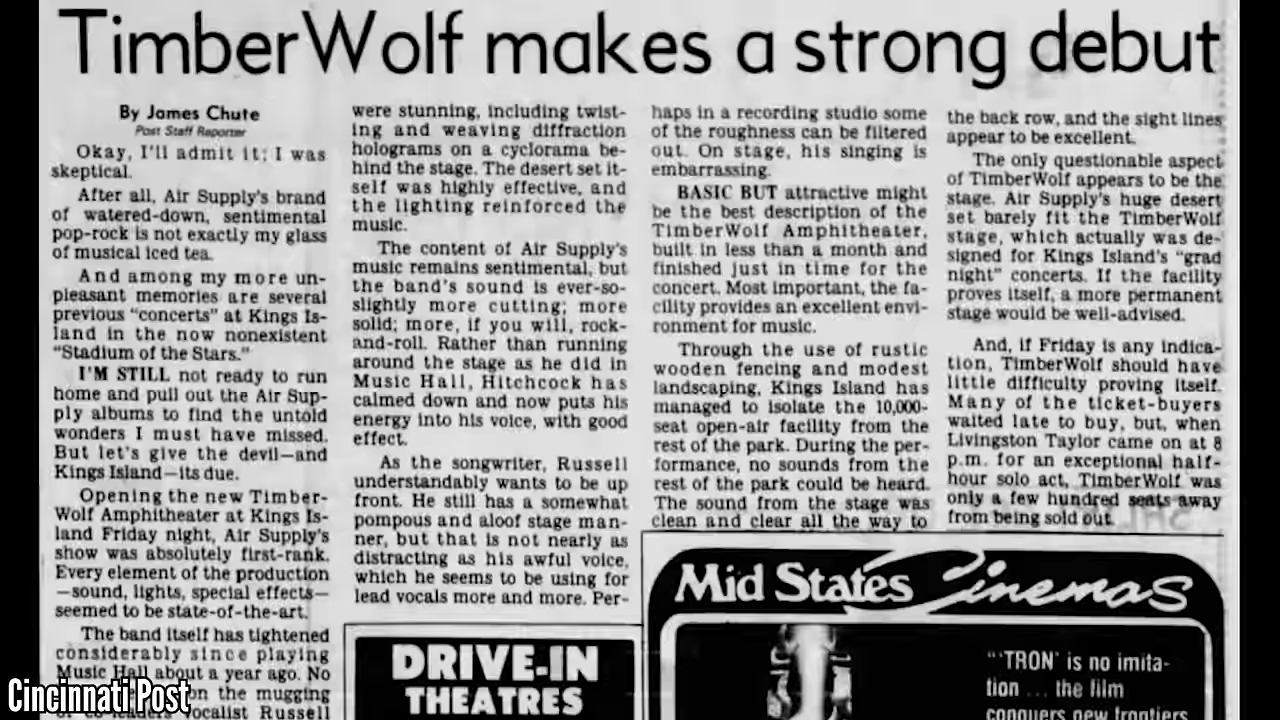 TimberWolf makes a strong debut
By James Chute
Post Staff Reporter
Okay, I'll admit it; I was
skeptical.
After all, Air Supply's brand
of watered-down, sentimental
pop-rock is not exactly my glass
of musical iced tea.
And among my more un-
pleasant memories are several
previous "concerts" at Kings Is-
land in the now nonexistent
"Stadium of the Stars."
I'M STILL not ready to run
home and pull out the Air Sup-
ply albums to find the untold
wonders I must have missed.
But let's give the devil—and
Kings Island—its due.
Opening the new Timber-
Wolf Amphitheater at Kings Is-
land Friday night, Air Supply's
show was absolutely first-rank.
Every element of the production
—sound, lights, special effects—
seemed to be state-of-the-art.
The band itself has tightened
considerably since playing
Music Hall about a year ago. No
on the mugging
of co-leaders vocalist Russell
were stunning, including twist-
ing and weaving diffraction
holograms on a cyclorama be-
hind the stage. The desert set it-
self was highly effective, and
the lighting reinforced the
music.
The content of Air Supply's
music remains sentimental, but
the band's sound is ever-so-
slightly more cutting; more
solid; more, if you will, rock-
and-roll. Rather than running
around the stage as he did in
Music Hall, Hitchcock has
calmed down and now puts his
energy into his voice, with good
effect.
As the songwriter, Russell
understandably wants to be up
front. He still has a somewhat
pompous and aloof stage man-
ner, but that is not nearly as
distracting as his awful voice,
which he seems to be using for
lead vocals more and more. Per-
haps in a recording studio some
of the roughness can be filtered
out. On stage, his singing is
embarrassing.
BASIC BUT attractive might
be the best description of the
TimberWolf Amphitheater,
built in less than a month and
finished just in time for the
concert. Most important, the fa-
cility provides an excellent envi-
ronment for music.
Through the use of rustic
wooden fencing and modest
landscaping, Kings Island has
managed to isolate the 10,000-
seat open-air facility from the
rest of the park. During the per-
formance, no sounds from the
rest of the park could be heard.
The sound from the stage was
clean and clear all the way to
the back row, and the sight lines
appear to be excellent.
The only questionable aspect
of TimberWolf appears to be the
stage. Air Supply's huge desert
set barely fit the TimberWolf
stage, which actually was de-
signed for Kings Island's "grad
night" concerts. If the facility
proves itself, a more permanent
stage would be well-advised.
And, if Friday is any indica-
tion, TimberWolf should have
little difficulty proving itself.
Many of the ticket-buyers
waited late to buy, but, when
Livingston Taylor came on at 8
p.m. for an exceptional half-
hour solo act, TimberWolf was
only a few hundred seats away
from being sold out.
DRIVE-IN
THEATRES
Mid States Cinemas
"'TRON' is no imita-
tion ... the film
conquers new frontiers
Cincinnati Post